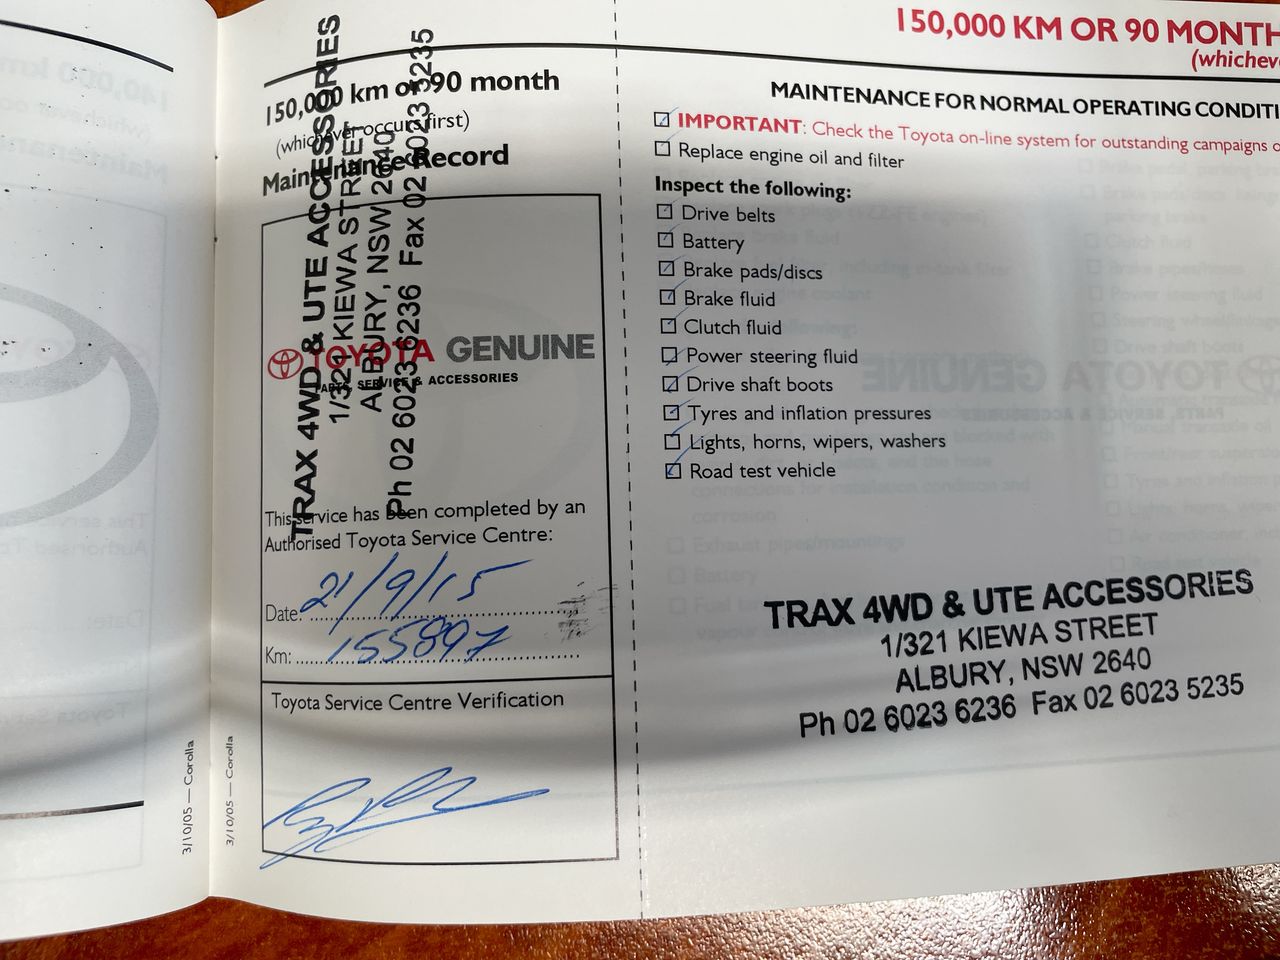 150,000 km or 90 month
(whichever occurs first)
Maintenance Record
TRAX 4WD & UTE ACCESSORIES
1/321 KIEWA STREET
ALBURY, NSW 2640
Ph 02 6023 6236 Fax 02 6023 5235
TOYOTA GENUINE
PARTS, SERVICE & ACCESSORIES
This service has been completed by an
Authorised Toyota Service Centre:
Date: 21/9/15
Km: 155897
Toyota Service Centre Verification
3/10/05 — Corolla
3/10/05 — Corolla
150,000 KM OR 90 MONTH
(whichev
MAINTENANCE FOR NORMAL OPERATING CONDITI
IMPORTANT: Check the Toyota on-line system for outstanding campaigns o
Replace engine oil and filter
Inspect the following:
Drive belts
Battery
Brake pads/discs
Brake fluid
Clutch fluid
Power steering fluid
Drive shaft boots
Tyres and inflation pressures
Lights, horns, wipers, washers
Road test vehicle
TRAX 4WD & UTE ACCESSORIES
1/321 KIEWA STREET
ALBURY, NSW 2640
Ph 02 6023 6236 Fax 02 6023 5235